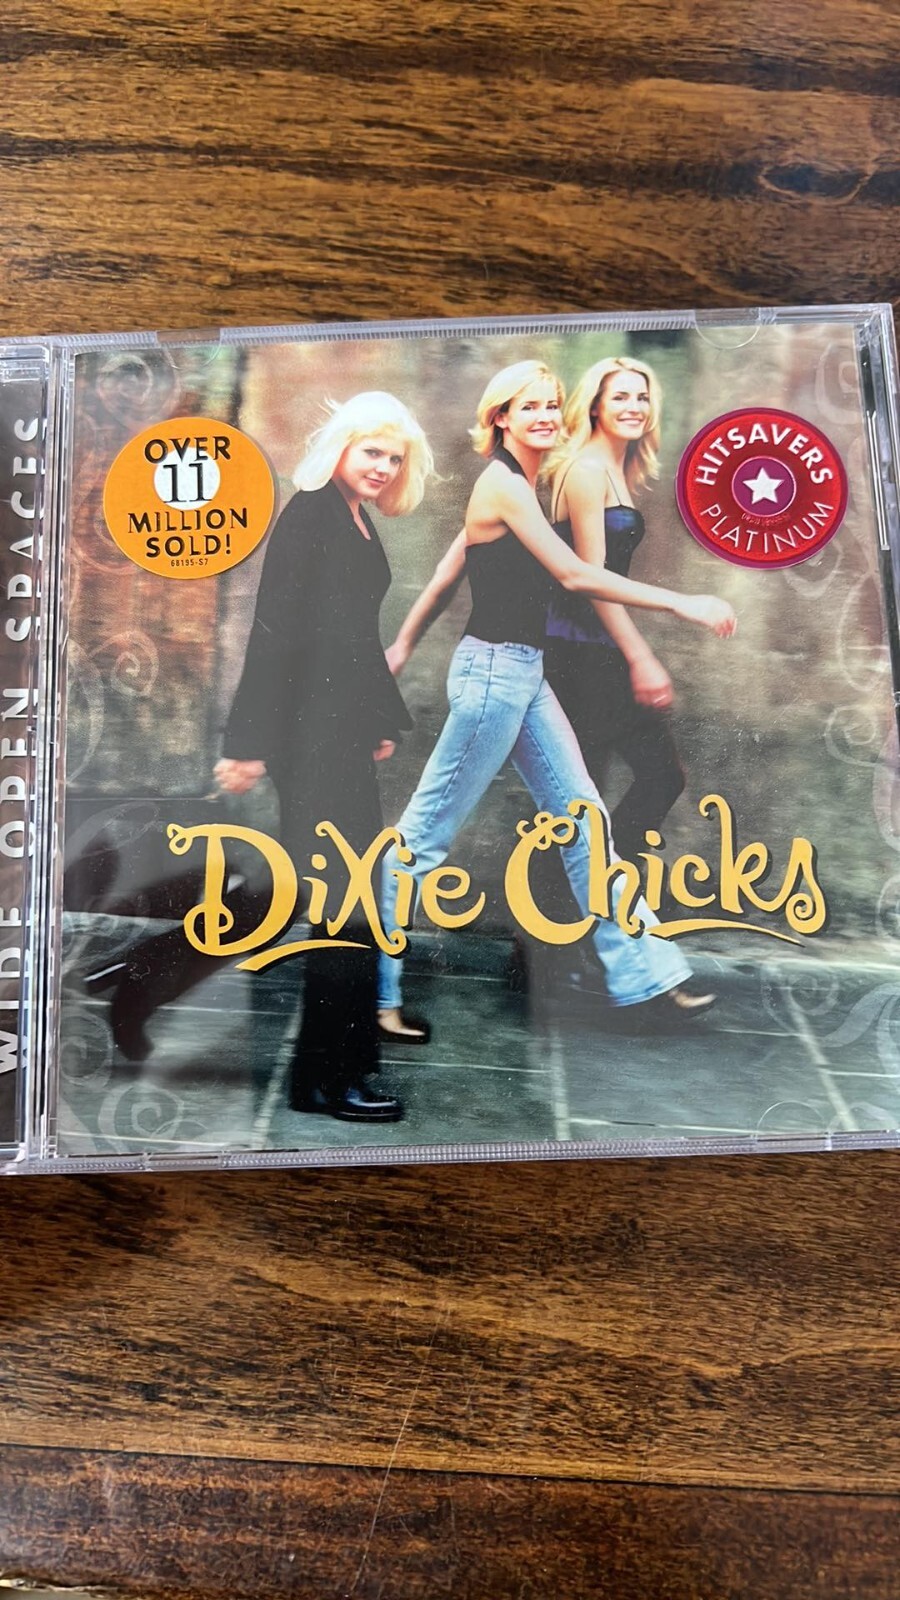 WIDE OPEN SPACES
OVER
11
MILLION
SOLD!
68195-S7
HITSAVERS
PLATINUM
Dixie Chicks